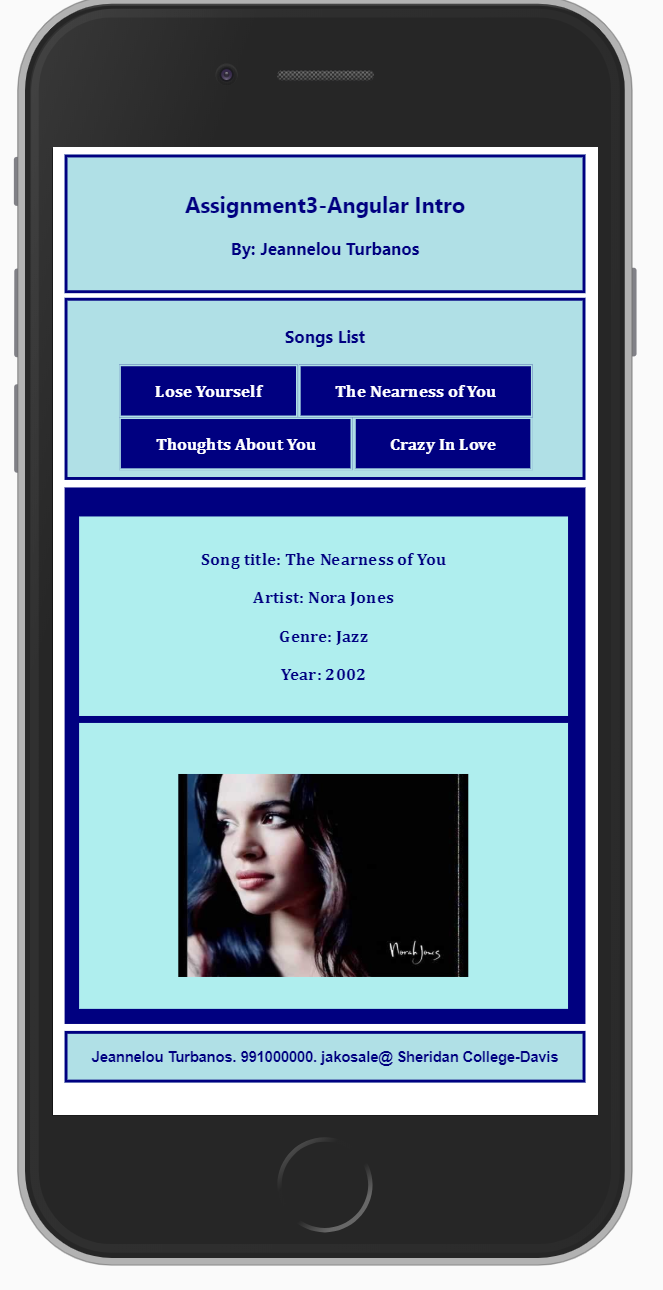 Assignment3-Angular Intro
By: Jeannelou Turbanos
Songs List
Lose Yourself
The Nearness of You
Thoughts About You
Crazy In Love
Song title: The Nearness of You
Artist: Nora Jones
Genre: Jazz
Year: 2002
Norah Jones
Jeannelou Turbanos. 991000000. jakosale@ Sheridan College-Davis